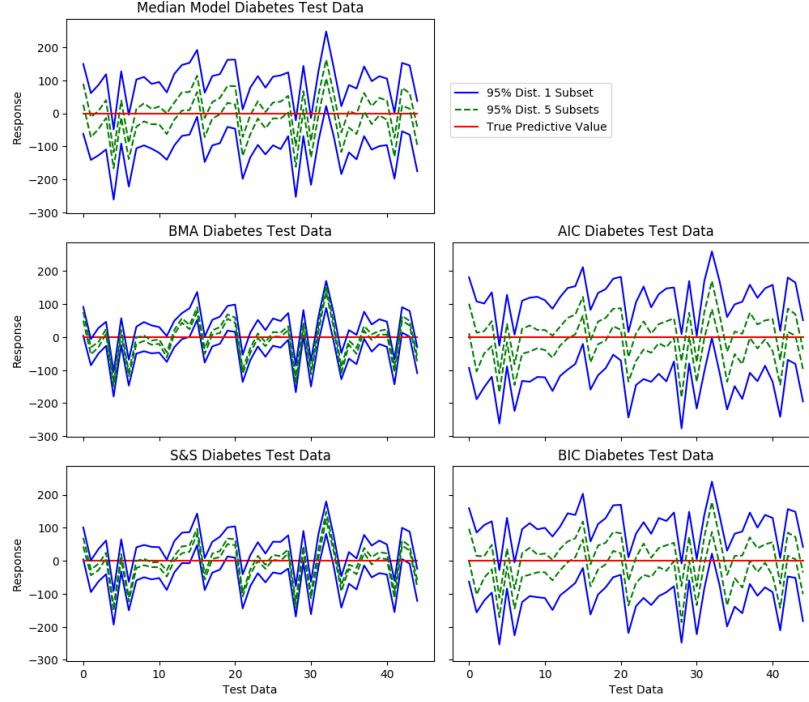 Median Model Diabetes Test Data
200
100
0
−100
−200
−300
Response
95% Dist. 1 Subset
95% Dist. 5 Subsets
True Predictive Value
BMA Diabetes Test Data
200
100
0
−100
−200
−300
Response
AIC Diabetes Test Data
S&S Diabetes Test Data
200
100
0
−100
−200
−300
Response
0
10
20
30
40
Test Data
BIC Diabetes Test Data
0
10
20
30
40
Test Data